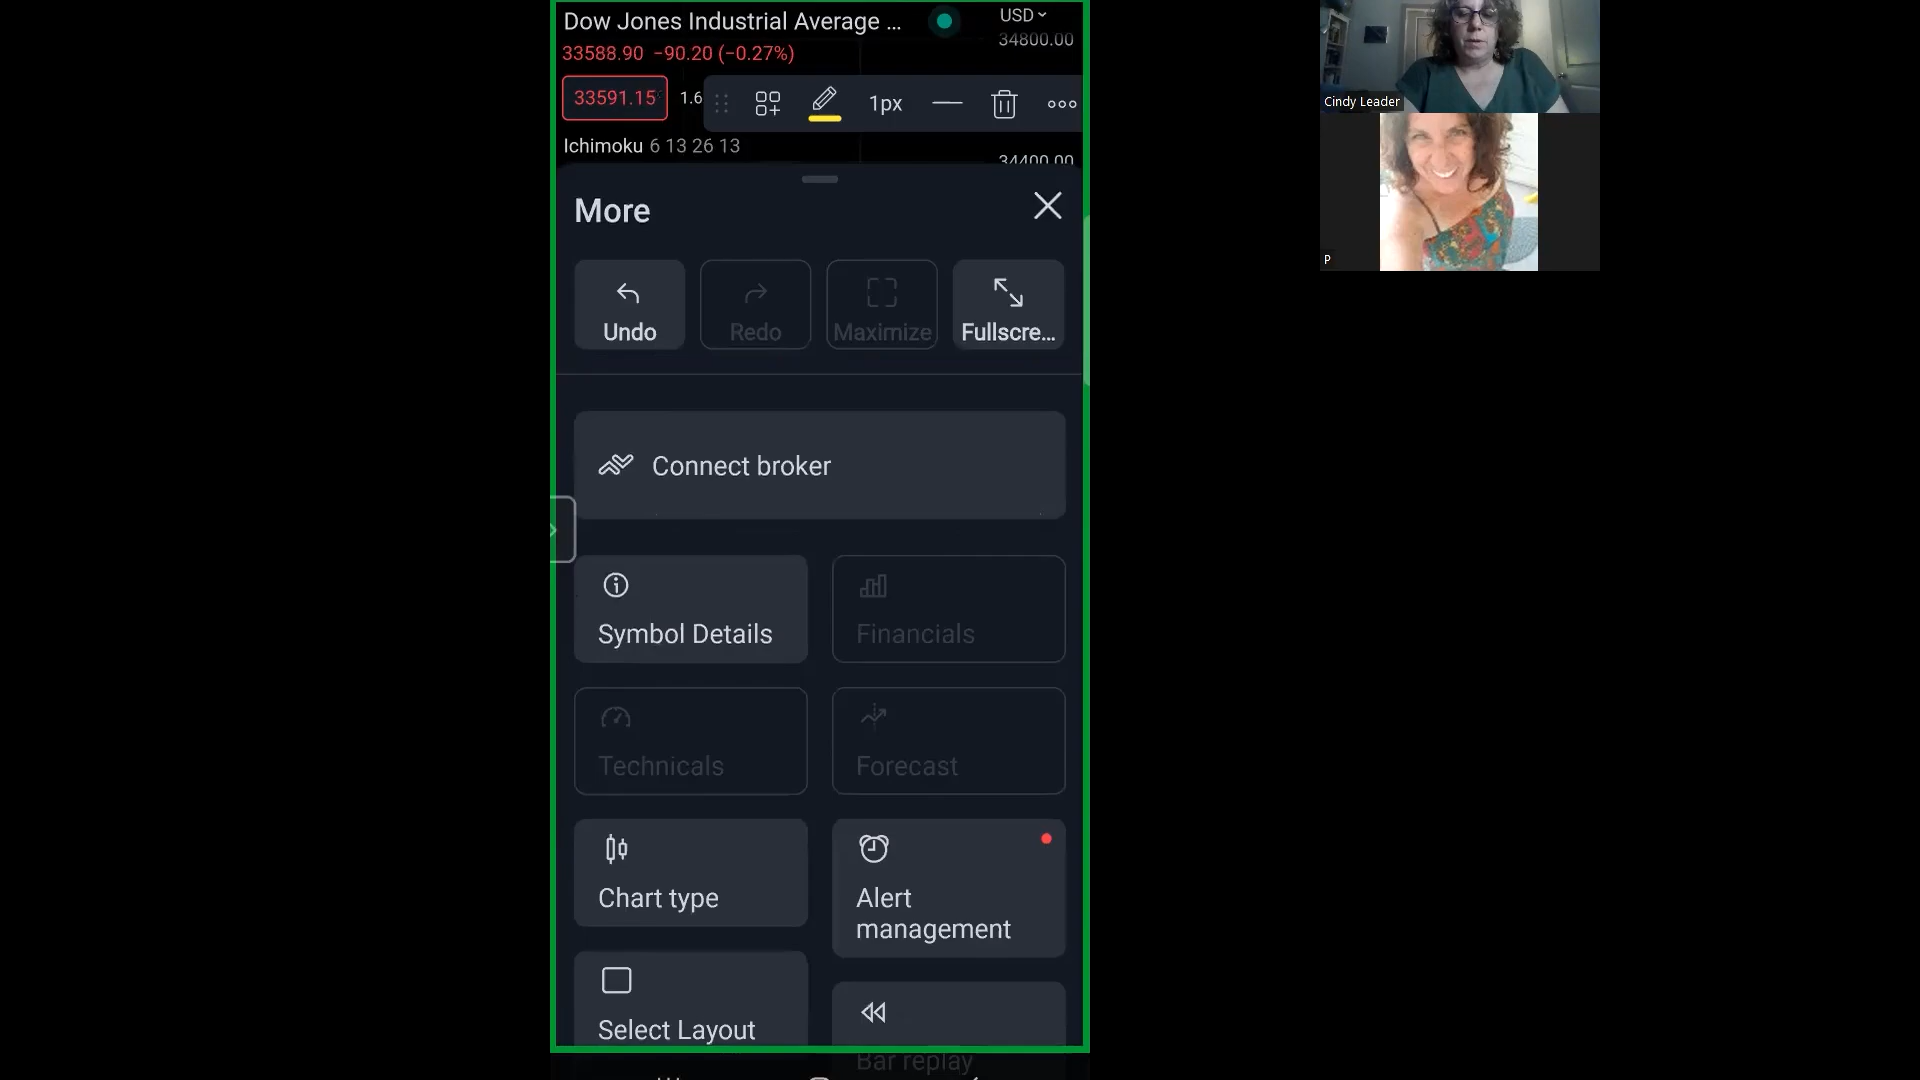 Dow Jones Industrial Average ...
USD
34800.00
33588.90 −90.20 (−0.27%)
33591.15
1.6
1px
Ichimoku 6 13 26 13
34400.00
More
Undo
Redo
Maximize
Fullscre...
Connect broker
Symbol Details
Financials
Technicals
Forecast
Chart type
Alert
management
Select Layout
Bar replay
Cindy Leader
P